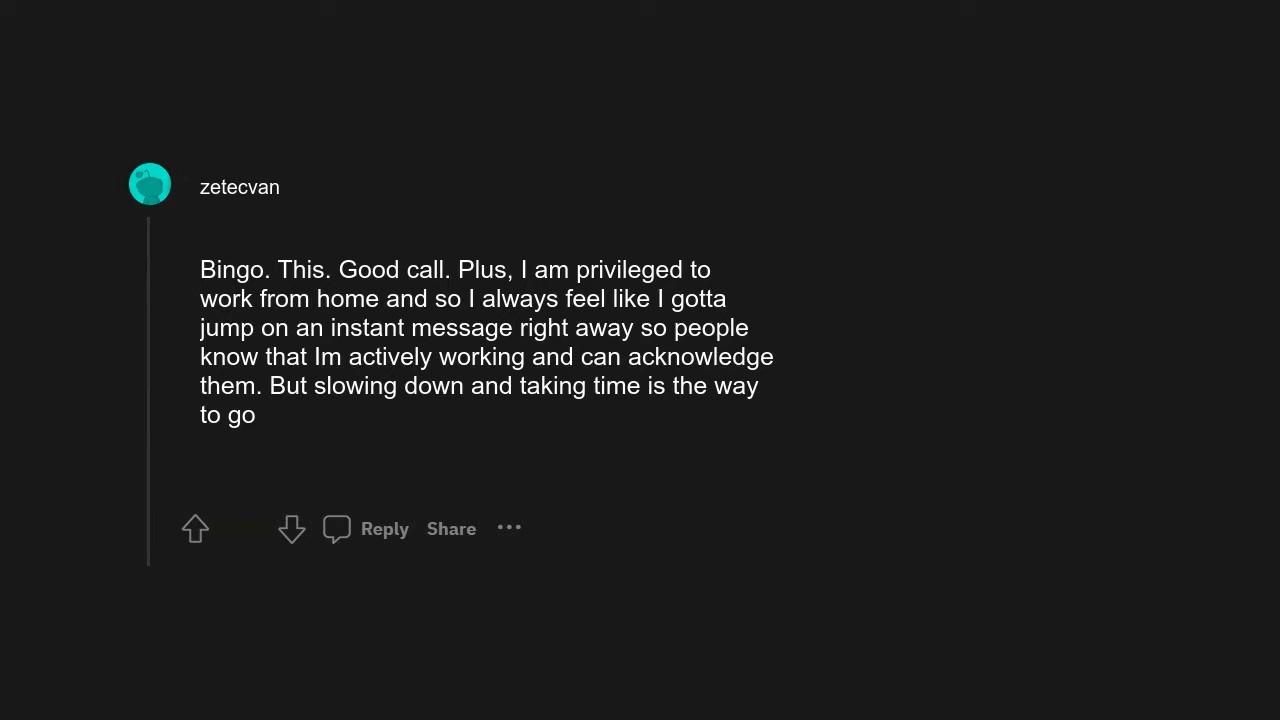 zetecvan
Bingo. This. Good call. Plus, I am privileged to
work from home and so I always feel like I gotta
jump on an instant message right away so people
know that Im actively working and can acknowledge
them. But slowing down and taking time is the way
to go
Reply Share